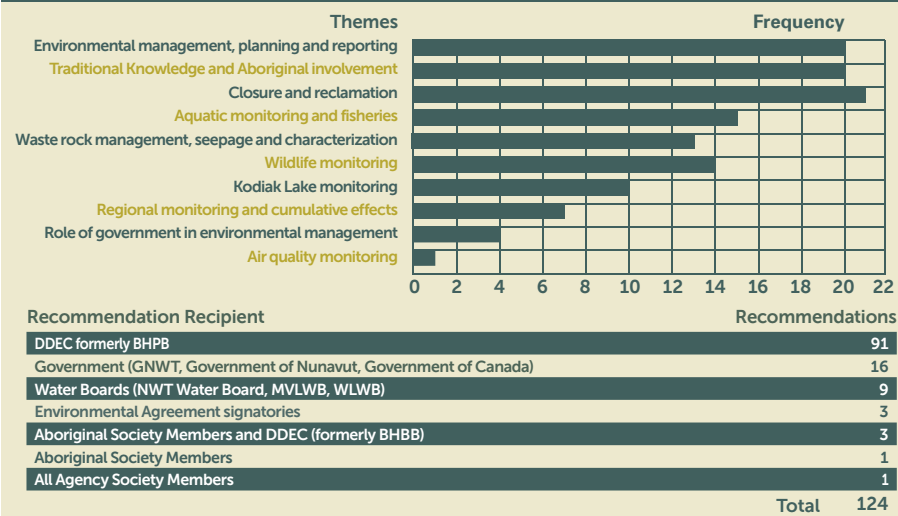 Themes Frequency
Environmental management, planning and reporting
Traditional Knowledge and Aboriginal involvement
Closure and reclamation
Aquatic monitoring and fisheries
Waste rock management, seepage and characterization
Wildlife monitoring
Kodiak Lake monitoring
Regional monitoring and cumulative effects
Role of government in environmental management
Air quality monitoring
0 2 4 6 8 10 12 14 16 18 20 22
Recommendation Recipient Recommendations
DDEC formerly BHPB 91
Government (GNWT, Government of Nunavut, Government of Canada) 16
Water Boards (NWT Water Board, MVLWB, WLWB) 9
Environmental Agreement signatories 3
Aboriginal Society Members and DDEC (formerly BHBB) 3
Aboriginal Society Members 1
All Agency Society Members 1
Total 124